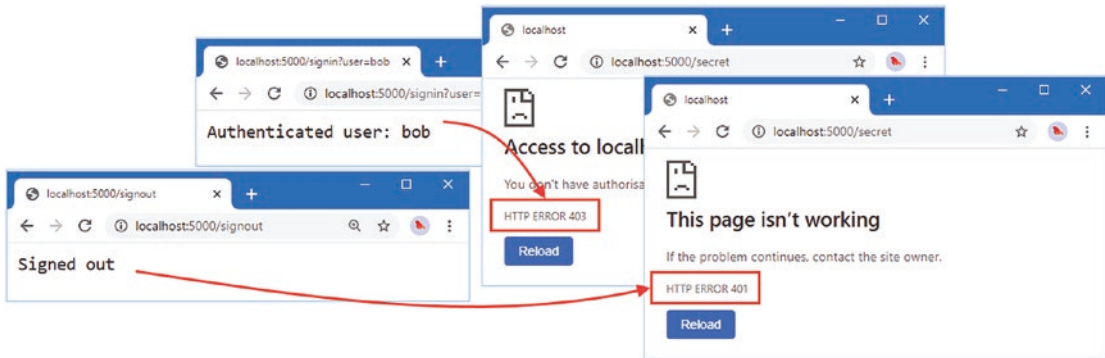 localhost:5000/signin?user=bob
localhost:5000/signin?user=
Authenticated user: bob
localhost
localhost:5000/secret
Access to locall
You don't have authorisa
HTTP ERROR 403
Reload
localhost
localhost:5000/secret
This page isn't working
If the problem continues, contact the site owner.
HTTP ERROR 401
Reload
localhost:5000/signout
localhost:5000/signout
Signed out